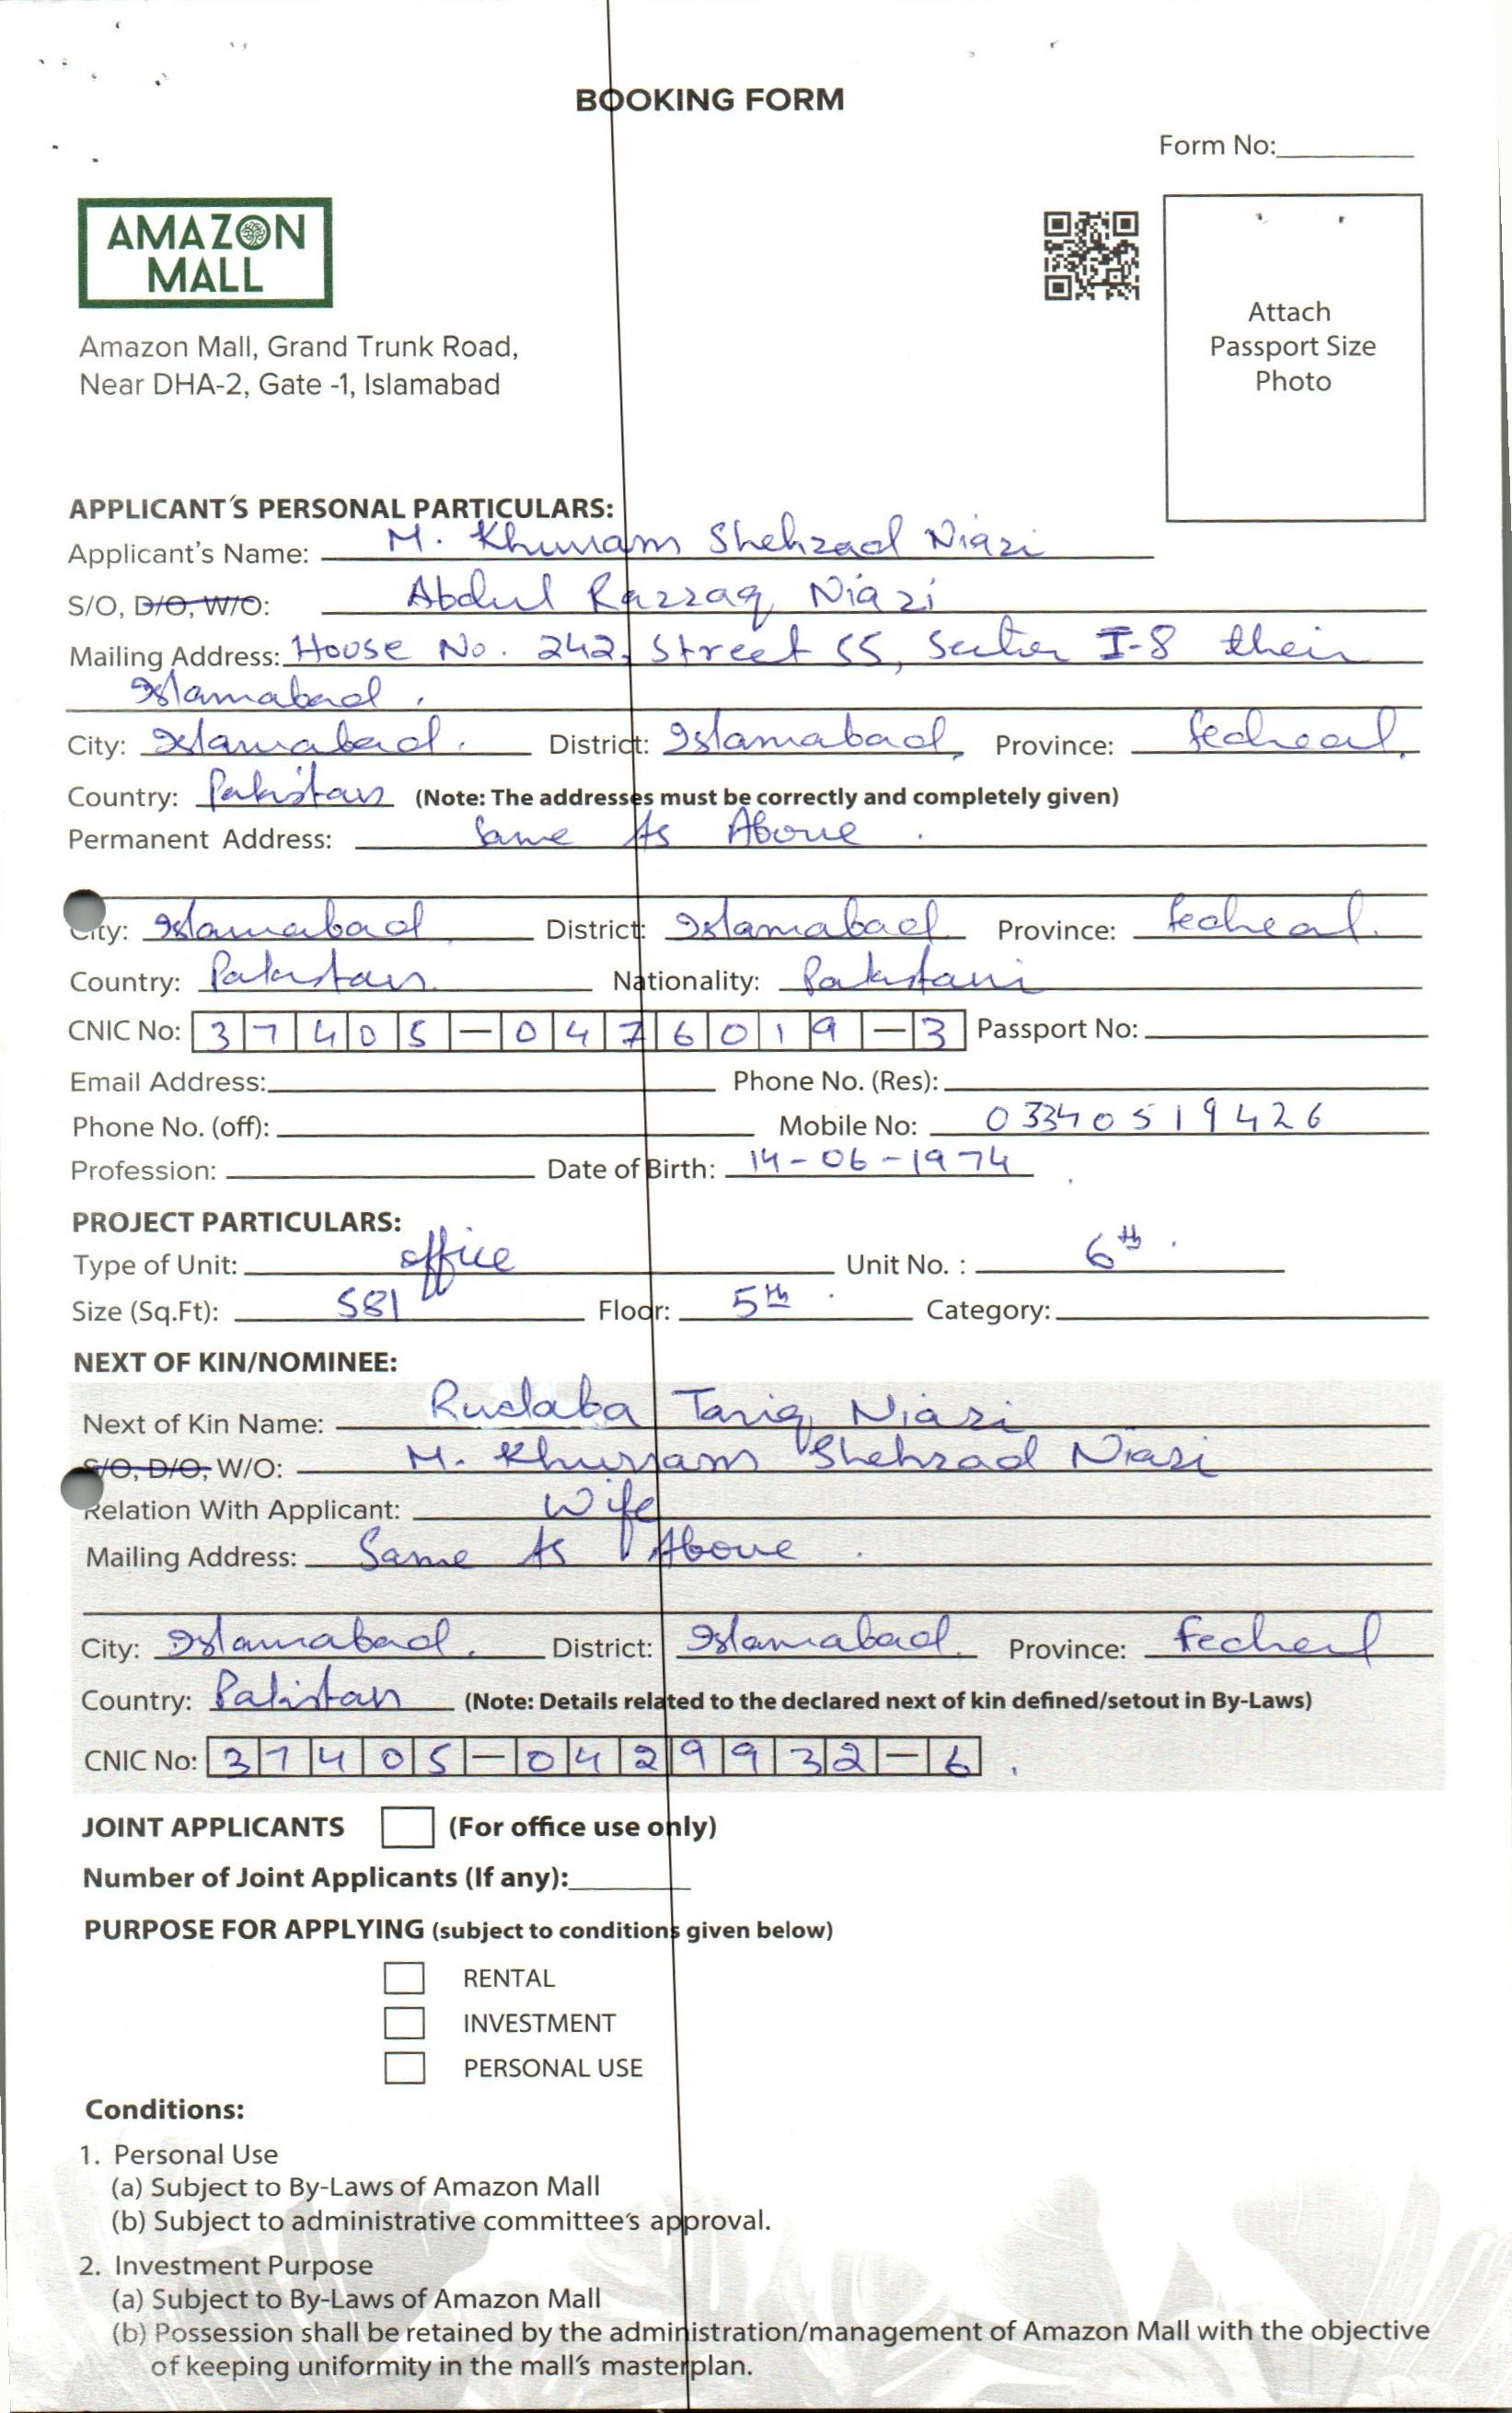 BOOKING FORM
Form No:
AMAZON
MALL
Attach
Passport Size
Photo
Amazon Mall, Grand Trunk Road,
Near DHA-2, Gate -1, Islamabad
APPLICANT'S PERSONAL PARTICULARS:
Applicant's Name: M. Khurram Shehzad Niazi
S/O, D/O, W/O: Abdul Razzaq Niazi
Mailing Address: House No. 242, Street 55, Sector I-8
Islamabad.
City: Islamabad. District: Islamabad. Province: Fedreal.
Country: Pakistan (Note: The addresses must be correctly and completely given)
Permanent Address: Same As Above.
City: Islamabad District: Islamabad. Province: Fedreal.
Country: Pakistan. Nationality: Pakistani
CNIC No: 37405-0476019-3 Passport No:
Email Address: Phone No. (Res):
Phone No. (off): Mobile No: 03340519426
Profession: Date of Birth: 14-06-1974
PROJECT PARTICULARS:
Type of Unit: office Unit No. : 6th.
Size (Sq.Ft): 581 Floor: 5th. Category:
NEXT OF KIN/NOMINEE:
Next of Kin Name: Rudaba Tariq Niazi
S/O, D/O, W/O: M. Khurram Shehzad Niazi
Relation With Applicant: Wife
Mailing Address: Same As Above.
City: Islamabad. District: Islamabad. Province: Fedreal
Country: Pakistan (Note: Details related to the declared next of kin defined/setout in By-Laws)
CNIC No: 37405-0429932-6.
JOINT APPLICANTS (For office use only)
Number of Joint Applicants (If any):
PURPOSE FOR APPLYING (subject to conditions given below)
RENTAL
INVESTMENT
PERSONAL USE
Conditions:
1. Personal Use
(a) Subject to By-Laws of Amazon Mall
(b) Subject to administrative committee's approval.
2. Investment Purpose
(a) Subject to By-Laws of Amazon Mall
(b) Possession shall be retained by the administration/management of Amazon Mall with the objective
of keeping uniformity in the mall's masterplan.